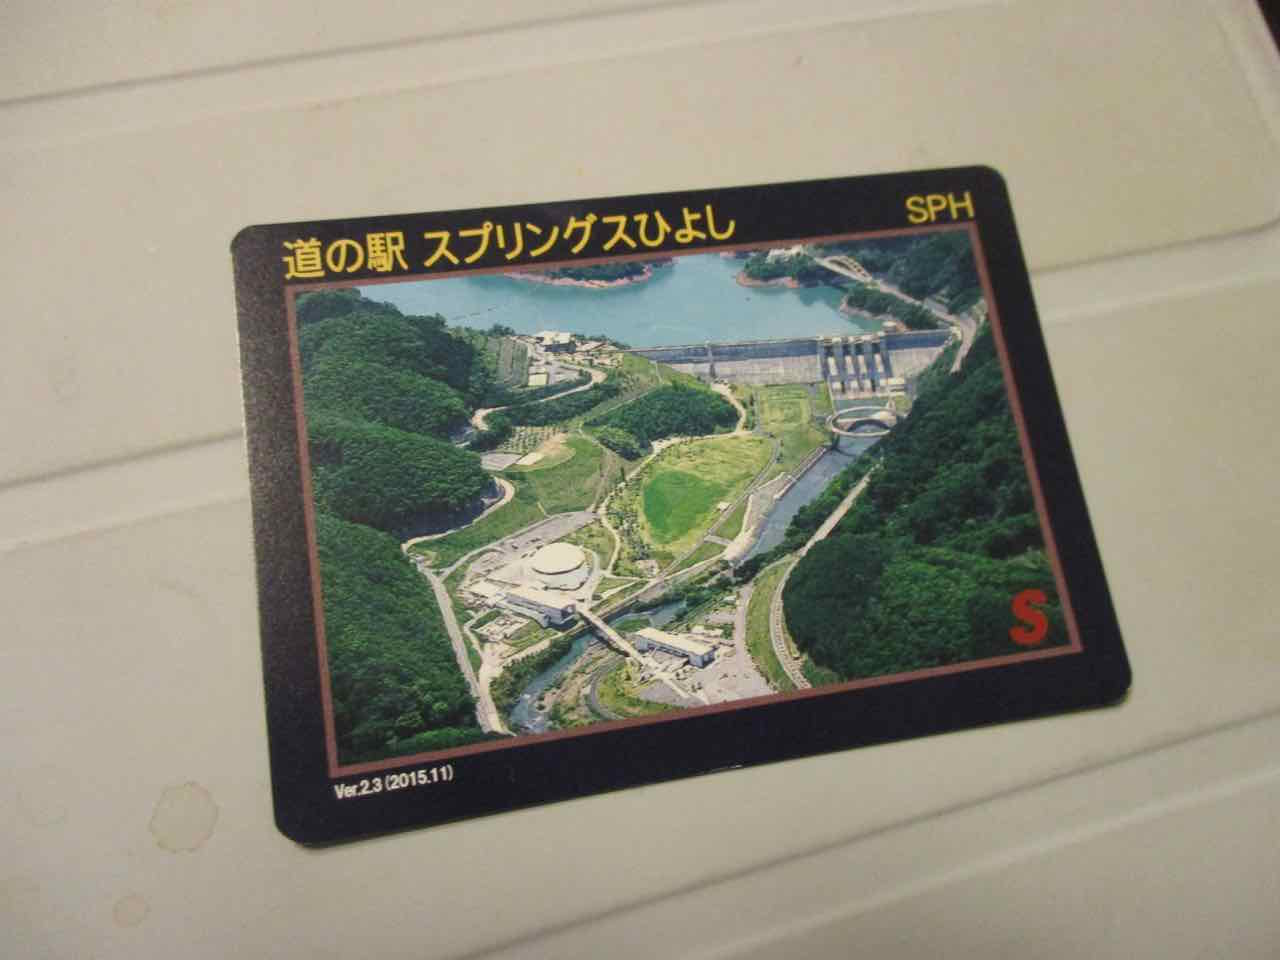 道の駅 スプリングスひよし
SPH
S
Ver.2.3 (2015.11)